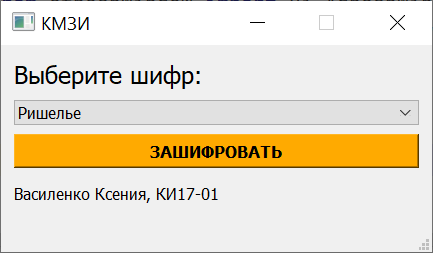 КМЗИ
Выберите шифр:
Ришелье
ЗАШИФРОВАТЬ
Василенко Ксения, КИ17-01